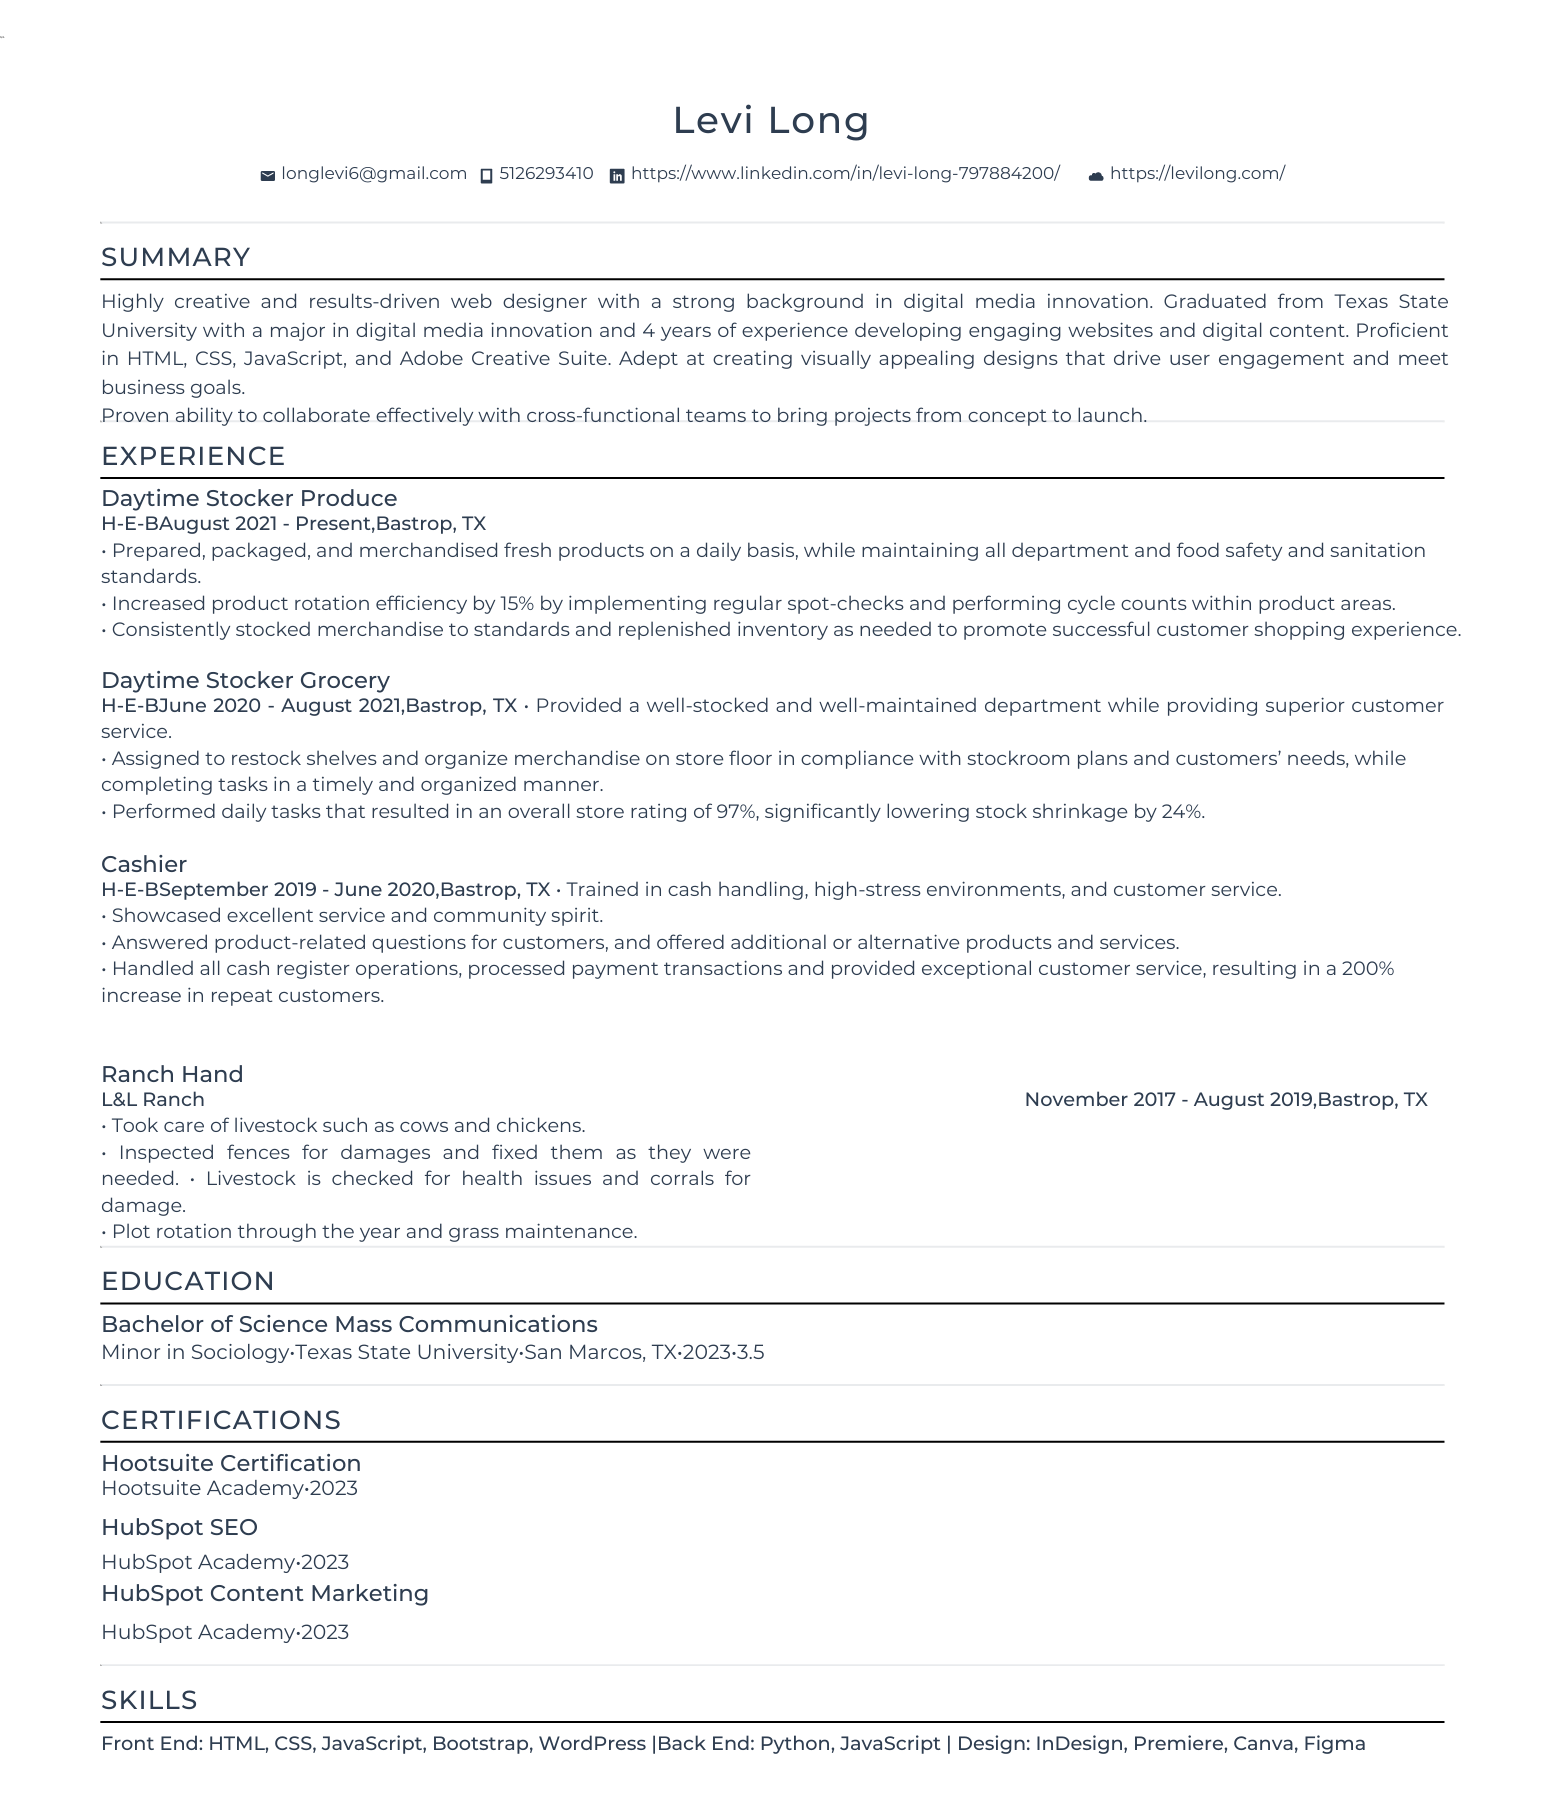 Levi Long
longlevi6@gmail.com 5126293410 https://www.linkedin.com/in/levi-long-797884200/ https://levilong.com/
SUMMARY
Highly creative and results-driven web designer with a strong background in digital media innovation. Graduated from Texas State
University with a major in digital media innovation and 4 years of experience developing engaging websites and digital content. Proficient
in HTML, CSS, JavaScript, and Adobe Creative Suite. Adept at creating visually appealing designs that drive user engagement and meet
business goals.
Proven ability to collaborate effectively with cross-functional teams to bring projects from concept to launch.
EXPERIENCE
Daytime Stocker Produce
H-E-BAugust 2021 - Present,Bastrop, TX
• Prepared, packaged, and merchandised fresh products on a daily basis, while maintaining all department and food safety and sanitation
standards.
• Increased product rotation efficiency by 15% by implementing regular spot-checks and performing cycle counts within product areas.
• Consistently stocked merchandise to standards and replenished inventory as needed to promote successful customer shopping experience.
Daytime Stocker Grocery
H-E-BJune 2020 - August 2021,Bastrop, TX • Provided a well-stocked and well-maintained department while providing superior customer
service.
• Assigned to restock shelves and organize merchandise on store floor in compliance with stockroom plans and customers’ needs, while
completing tasks in a timely and organized manner.
• Performed daily tasks that resulted in an overall store rating of 97%, significantly lowering stock shrinkage by 24%.
Cashier
H-E-BSeptember 2019 - June 2020,Bastrop, TX • Trained in cash handling, high-stress environments, and customer service.
• Showcased excellent service and community spirit.
• Answered product-related questions for customers, and offered additional or alternative products and services.
• Handled all cash register operations, processed payment transactions and provided exceptional customer service, resulting in a 200%
increase in repeat customers.
Ranch Hand
L&L Ranch November 2017 - August 2019,Bastrop, TX
• Took care of livestock such as cows and chickens.
• Inspected fences for damages and fixed them as they were
needed. • Livestock is checked for health issues and corrals for
damage.
• Plot rotation through the year and grass maintenance.
EDUCATION
Bachelor of Science Mass Communications
Minor in Sociology•Texas State University•San Marcos, TX•2023•3.5
CERTIFICATIONS
Hootsuite Certification
Hootsuite Academy•2023
HubSpot SEO
HubSpot Academy•2023
HubSpot Content Marketing
HubSpot Academy•2023
SKILLS
Front End: HTML, CSS, JavaScript, Bootstrap, WordPress |Back End: Python, JavaScript | Design: InDesign, Premiere, Canva, Figma